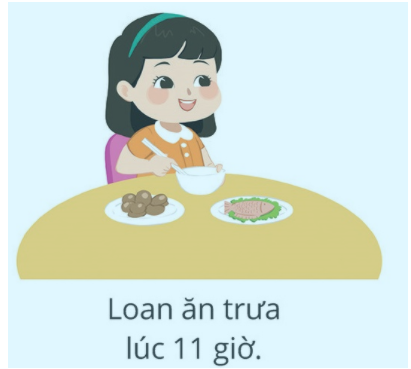 Loan ăn trưa
lúc 11 giờ.